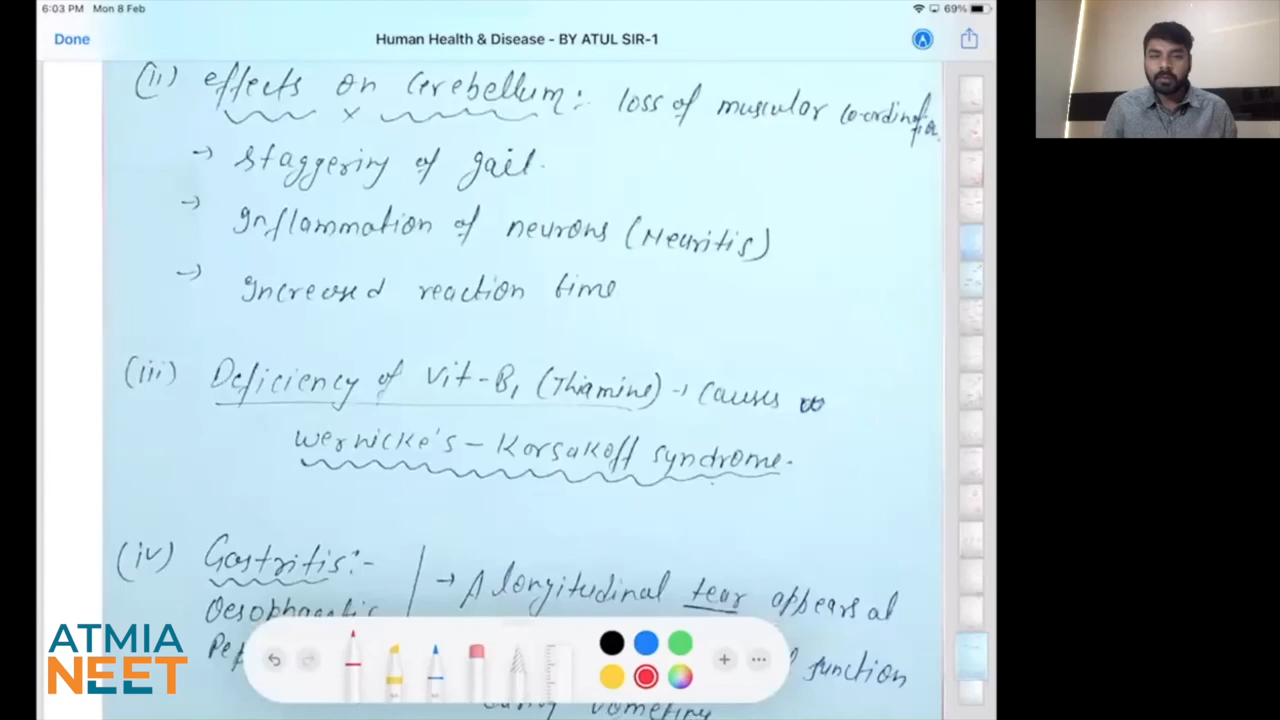 6:03 PM Mon 8 Feb
69%
Done
Human Health & Disease - BY ATUL SIR-1
(ii) effects on Cerebellum:- loss of muscular co-ordination.
→ Staggering of gait.
→ Inflammation of neurons (Neuritis)
→ Increased reaction time
(iii) Deficiency of Vit-B1 (Thiamine) → Causes
Wernicke's - Korsakoff syndrome.
(iv) Gastritis:-
→ A longitudinal tear appears at
function
vometing
ATMIA
NEET